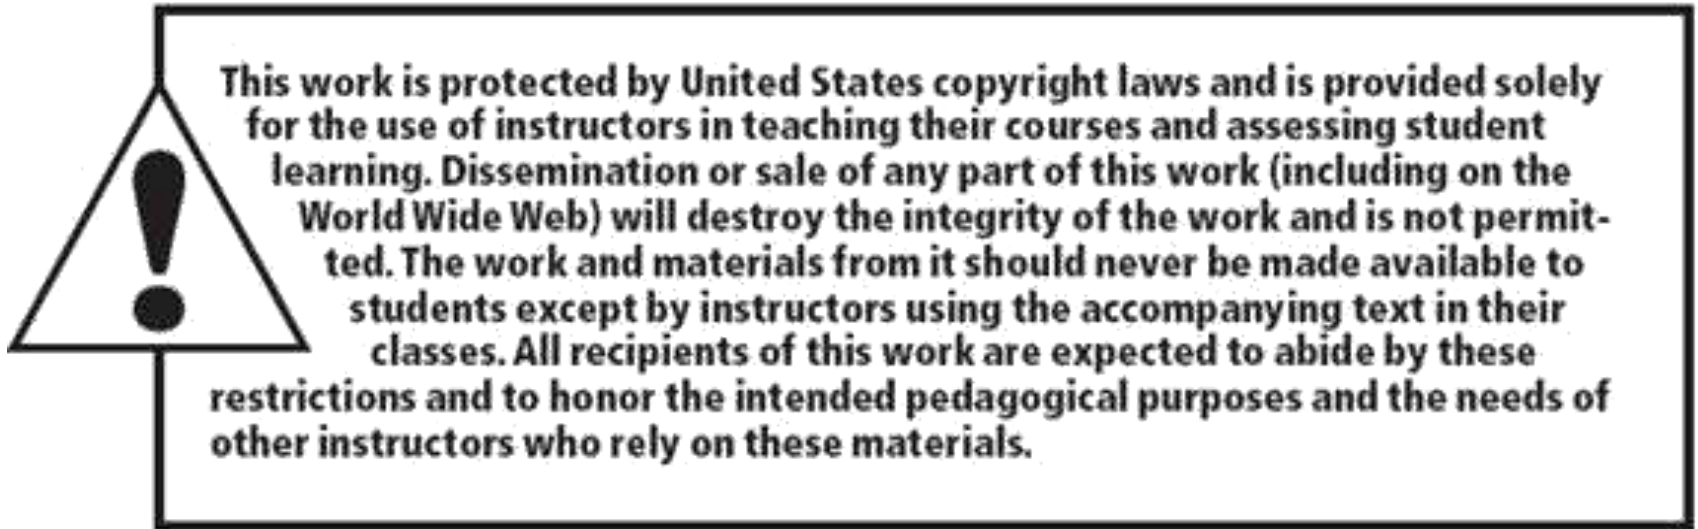 This work is protected by United States copyright laws and is provided solely
for the use of instructors in teaching their courses and assessing student
learning. Dissemination or sale of any part of this work (including on the
World Wide Web) will destroy the integrity of the work and is not permit-
ted. The work and materials from it should never be made available to
students except by instructors using the accompanying text in their
classes. All recipients of this work are expected to abide by these
restrictions and to honor the intended pedagogical purposes and the needs of
other instructors who rely on these materials.